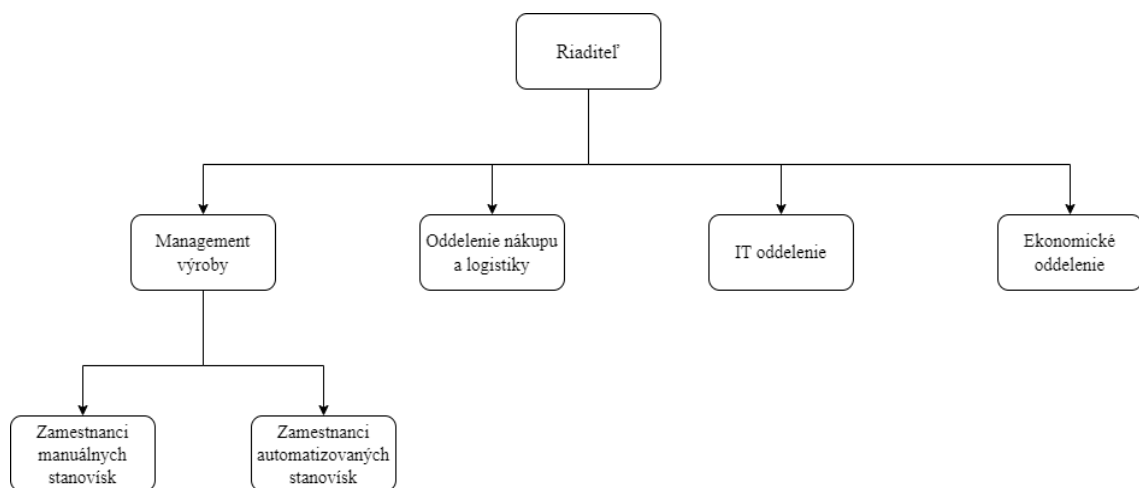 Riaditeľ
Management
výroby
Oddelenie nákupu
a logistiky
IT oddelenie
Ekonomické
oddelenie
Zamestnanci
manuálnych
stanovísk
Zamestnanci
automatizovaných
stanovísk